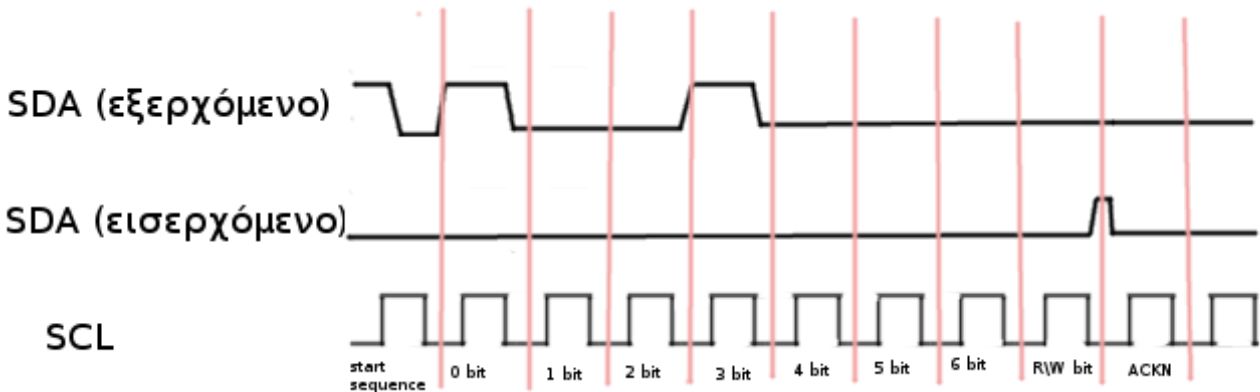 SDA (εξερχόμενο)
SDA (εισερχόμενο)
SCL
start
sequence
0 bit
1 bit
2 bit
3 bit
4 bit
5 bit
6 bit
R\W bit
ACKN